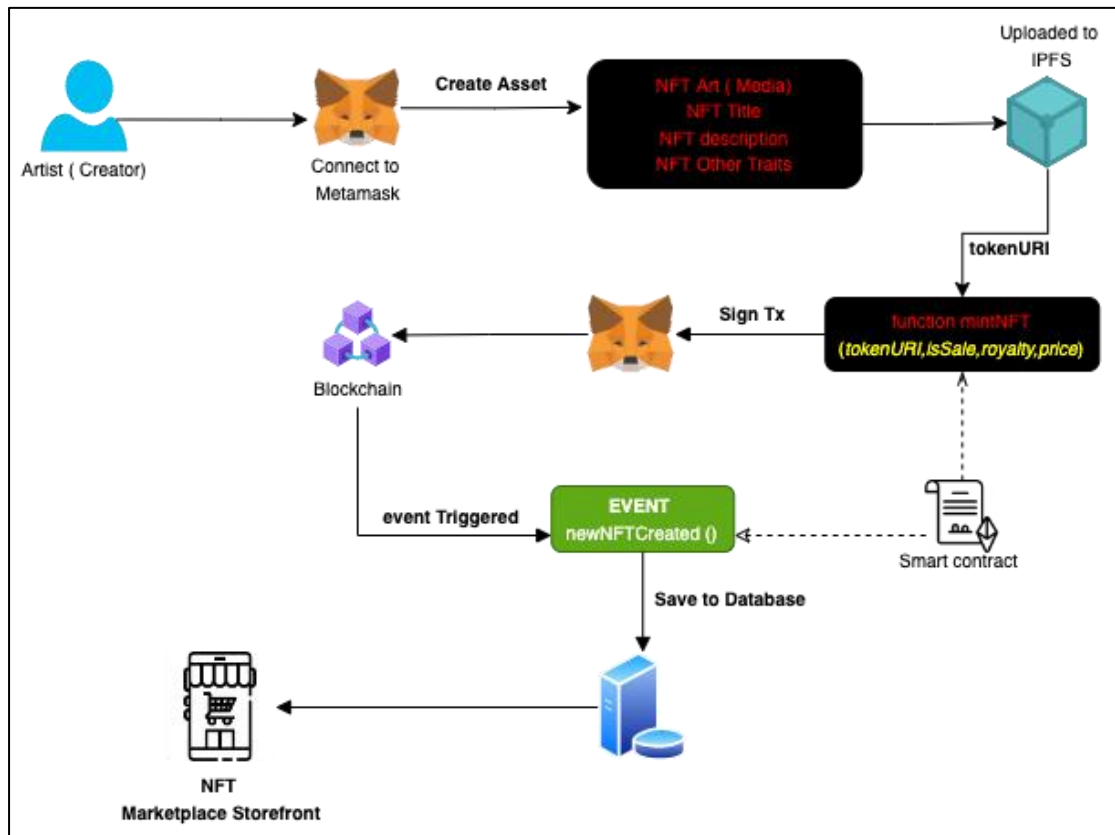 Uploaded to
IPFS
Create Asset
NFT Art ( Media)
NFT Title
NFT description
NFT Other Traits
Artist ( Creator)
Connect to
Metamask
tokenURI
Sign Tx
function mintNFT
(tokenURI,isSale,royalty,price)
Blockchain
event Triggered
EVENT
newNFTCreated ()
Smart contract
Save to Database
NFT
Marketplace Storefront